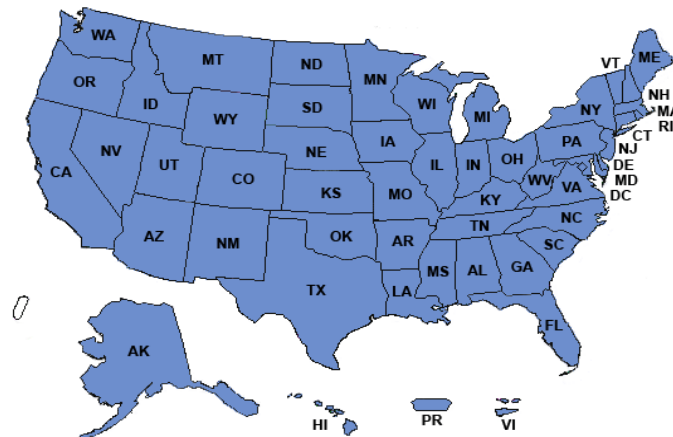 WA
MT
ND
MN
VT
ME
OR
ID
SD
WI
MI
NY
NH
MA
RI
CT
WY
IA
PA
NJ
NV
NE
IL
IN
OH
DE
MD
DC
CA
UT
CO
KS
MO
WV
VA
KY
AZ
NM
OK
AR
TN
NC
SC
TX
LA
MS
AL
GA
FL
AK
HI
PR
VI